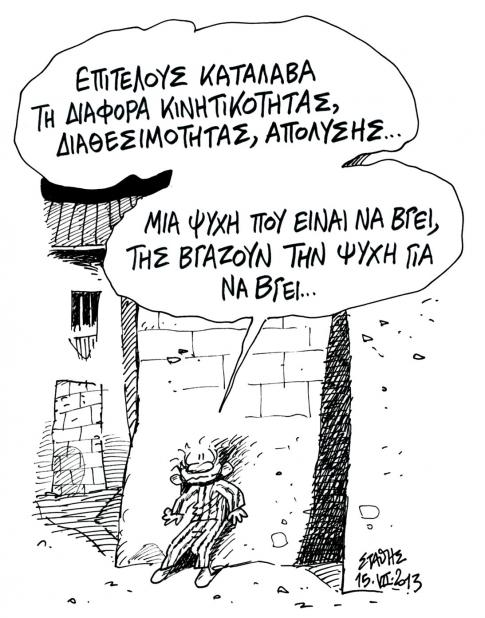 ΕΠΙΤΕΛΟΥΣ ΚΑΤΑΛΑΒΑ
ΤΗ ΔΙΑΦΟΡΑ ΚΙΝΗΤΙΚΟΤΗΤΑΣ,
ΔΙΑΘΕΣΙΜΟΤΗΤΑΣ, ΑΠΟΛΥΣΗΣ...
ΜΙΑ ΨΥΧΗ ΠΟΥ ΕΙΝΑΙ ΝΑ ΒΓΕΙ,
ΤΗΣ ΒΓΑΖΟΥΝ ΤΗΝ ΨΥΧΗ ΓΙΑ
ΝΑ ΒΓΕΙ...
ΣΤΑΘΗΣ
15.VII.2013